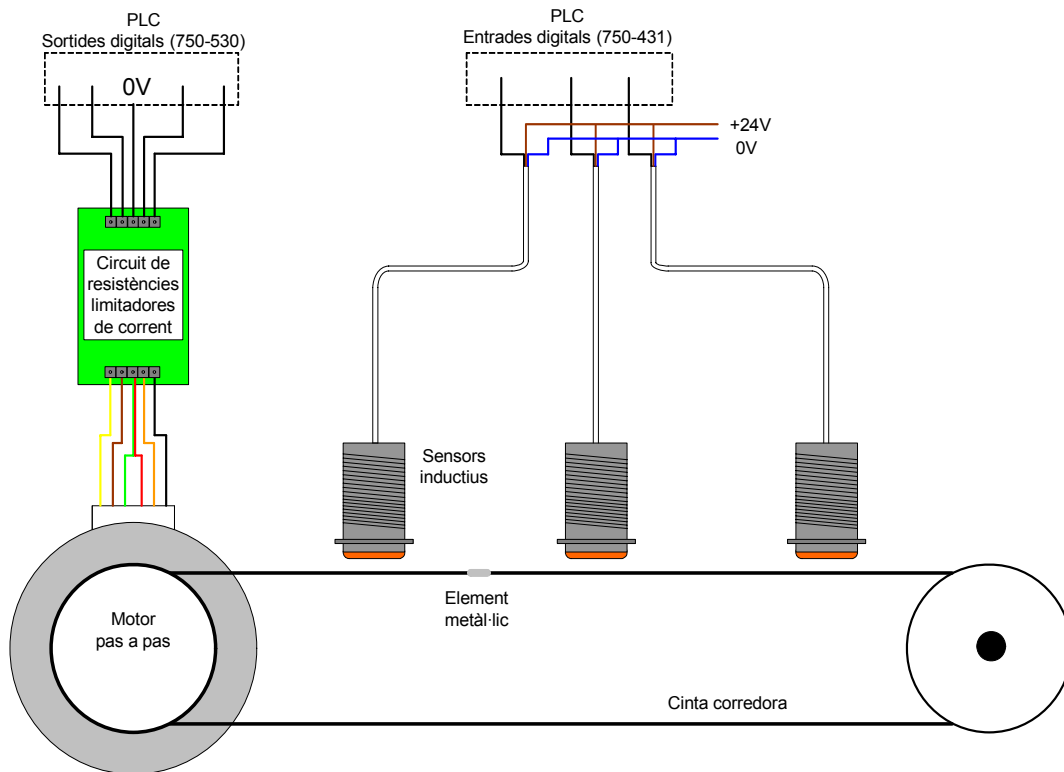 PLC
Sortides digitals (750-530)
0V
PLC
Entrades digitals (750-431)
+24V
0V
Circuit de
resistències
limitadores
de corrent
Sensors
inductius
Element
metàl·lic
Motor
pas a pas
Cinta corredora